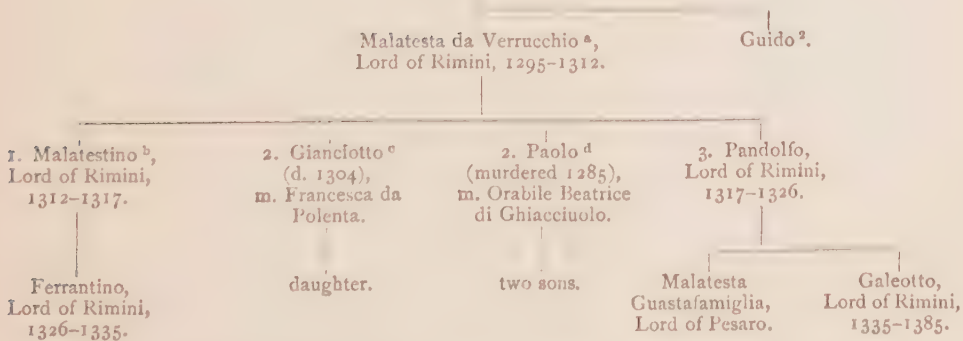 Malatesta da Verrucchio ª,
Lord of Rimini, 1295–1312.
Guido ².
1. Malatestino ᵇ,
Lord of Rimini,
1312–1317.
2. Gianciotto ᶜ
(d. 1304),
m. Francesca da
Polenta.
2. Paolo ᵈ
(murdered 1285),
m. Orabile Beatrice
di Ghiacciuolo.
3. Pandolfo,
Lord of Rimini,
1317–1326.
Ferrantino,
Lord of Rimini,
1326–1335.
daughter.
two sons.
Malatesta
Guastafamiglia,
Lord of Pesaro.
Galeotto,
Lord of Rimini,
1335–1385.